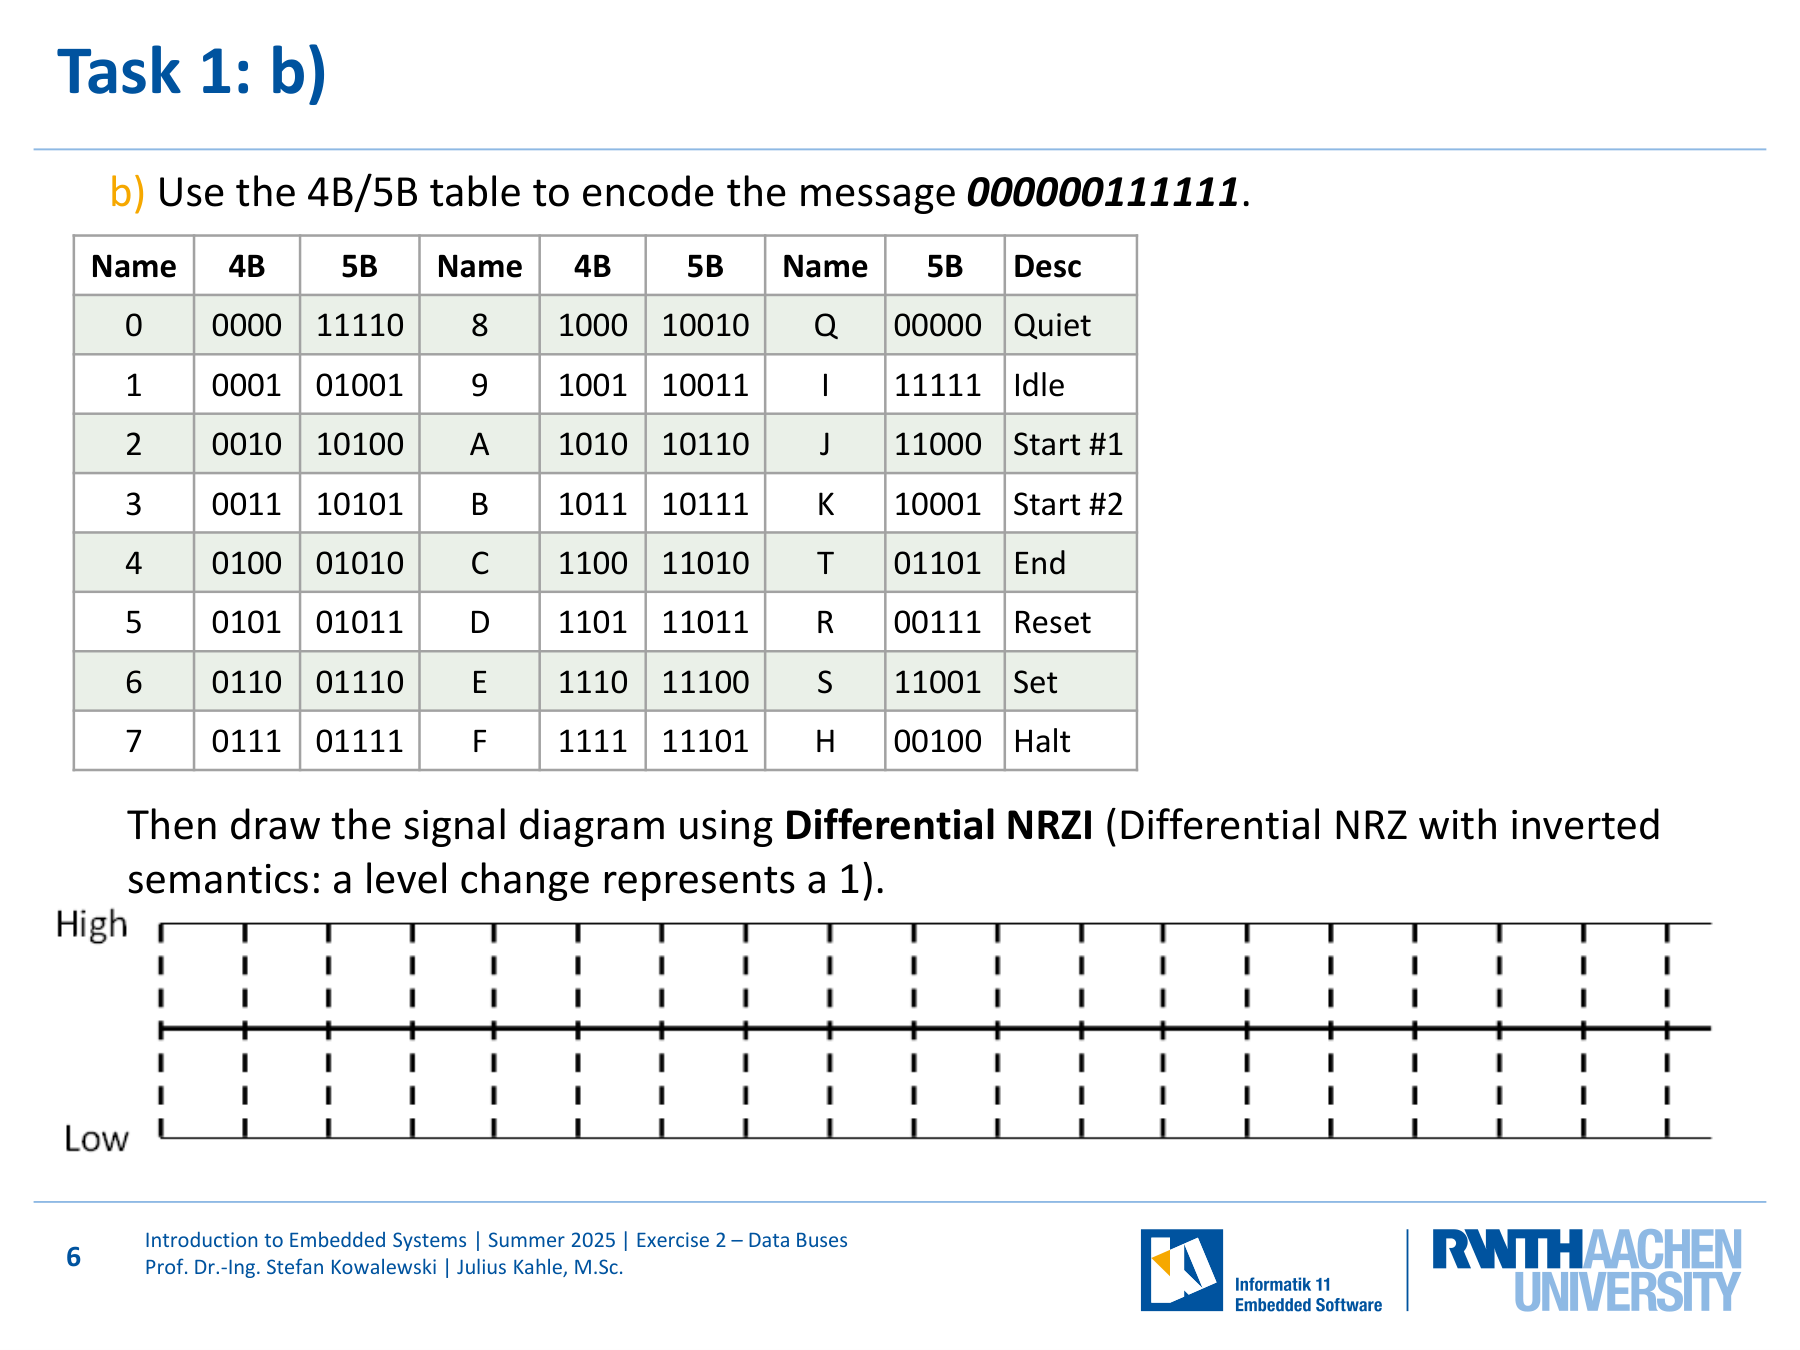 Task 1: b)
b) Use the 4B/5B table to encode the message 000000111111.
Name 4B 5B Name 4B 5B Name 5B Desc
0 0000 11110 8 1000 10010 Q 00000 Quiet
1 0001 01001 9 1001 10011 I 11111 Idle
2 0010 10100 A 1010 10110 J 11000 Start #1
3 0011 10101 B 1011 10111 K 10001 Start #2
4 0100 01010 C 1100 11010 T 01101 End
5 0101 01011 D 1101 11011 R 00111 Reset
6 0110 01110 E 1110 11100 S 11001 Set
7 0111 01111 F 1111 11101 H 00100 Halt
Then draw the signal diagram using Differential NRZI (Differential NRZ with inverted
semantics: a level change represents a 1).
High
Low
6
Introduction to Embedded Systems | Summer 2025 | Exercise 2 – Data Buses
Prof. Dr.-Ing. Stefan Kowalewski | Julius Kahle, M.Sc.
Informatik 11
Embedded Software
RWTH AACHEN
UNIVERSITY